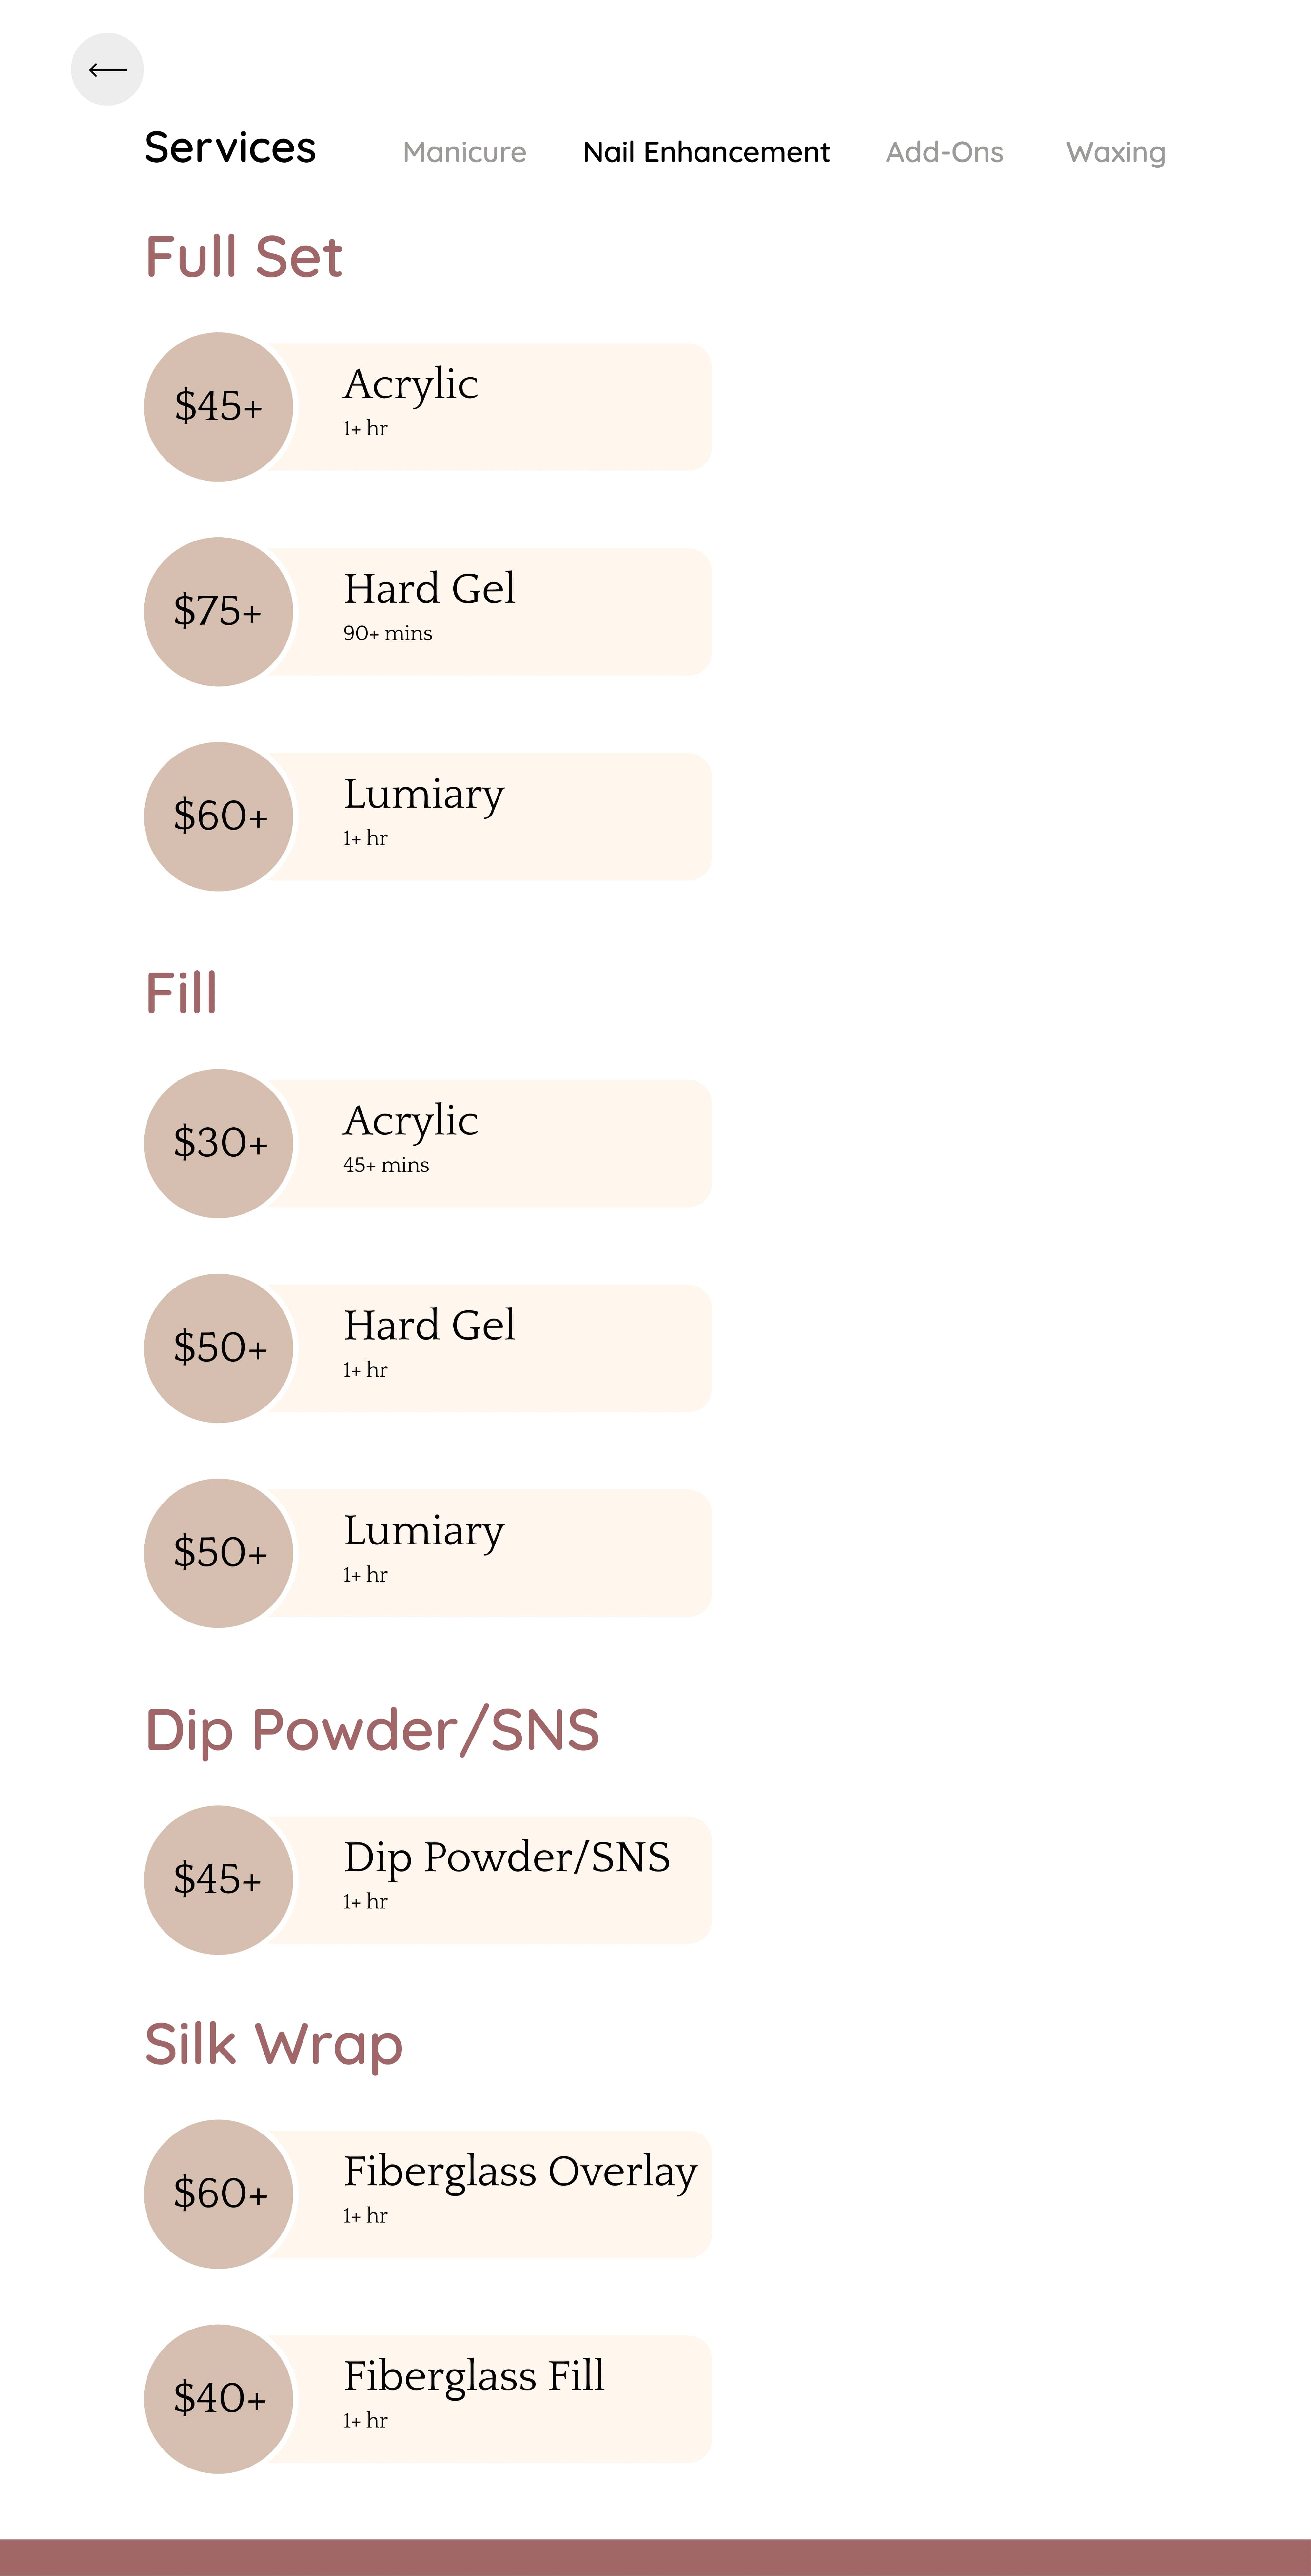 Services Manicure Nail Enhancement Add-Ons Waxing
Full Set
$45+
Acrylic
1+ hr
$75+
Hard Gel
90+ mins
$60+
Lumiary
1+ hr
Fill
$30+
Acrylic
45+ mins
$50+
Hard Gel
1+ hr
$50+
Lumiary
1+ hr
Dip Powder/SNS
$45+
Dip Powder/SNS
1+ hr
Silk Wrap
$60+
Fiberglass Overlay
1+ hr
$40+
Fiberglass Fill
1+ hr